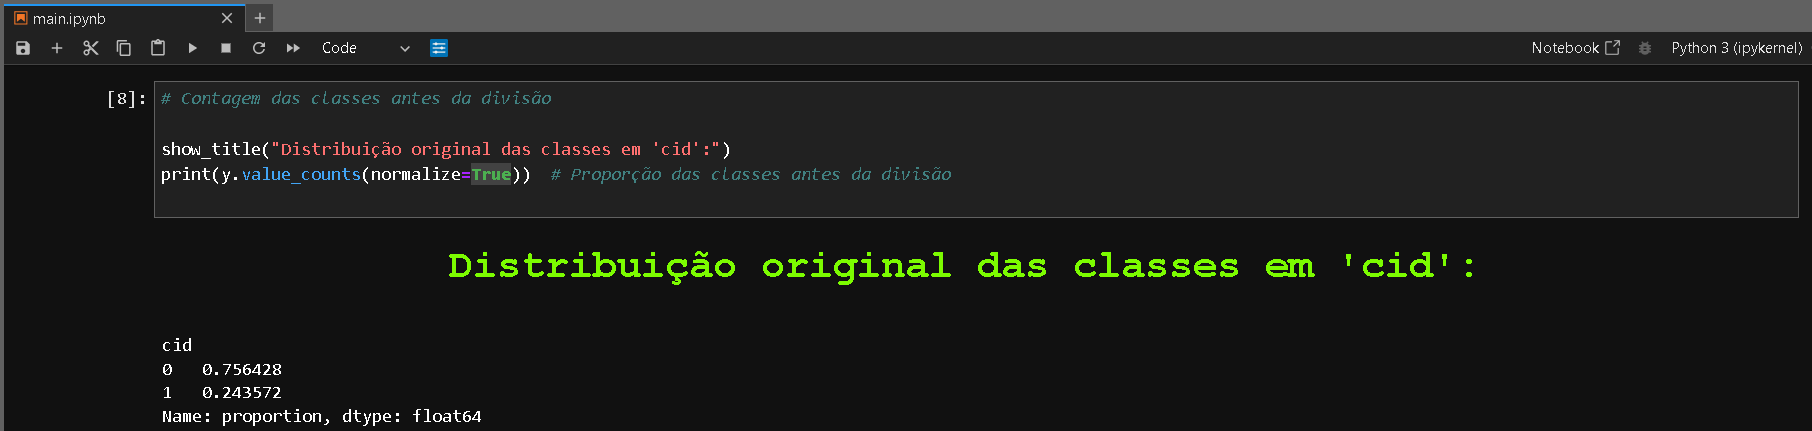 main.ipynb
Code
Notebook
Python 3 (ipykernel)
[8]:
# Contagem das classes antes da divisão
show_title("Distribuição original das classes em 'cid':")
print(y.value_counts(normalize=True))  # Proporção das classes antes da divisão
Distribuição original das classes em 'cid':
cid
0   0.756428
1   0.243572
Name: proportion, dtype: float64